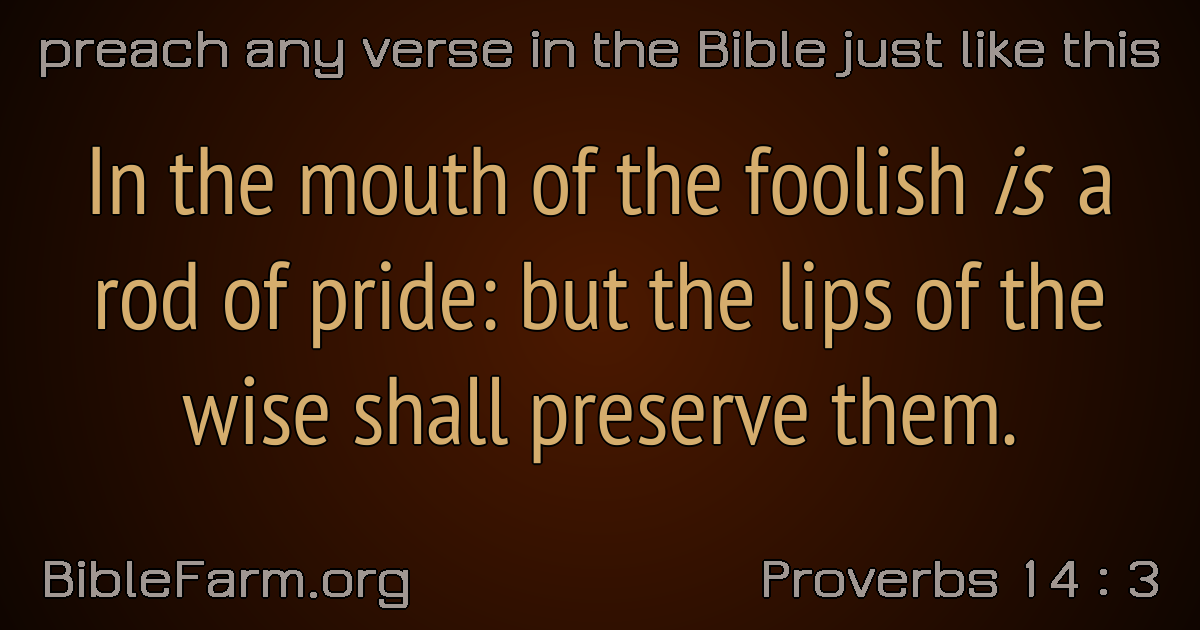 preach any verse in the Bible just like this
In the mouth of the foolish is a
rod of pride: but the lips of the
wise shall preserve them.
BibleFarm.org
Proverbs 14 : 3